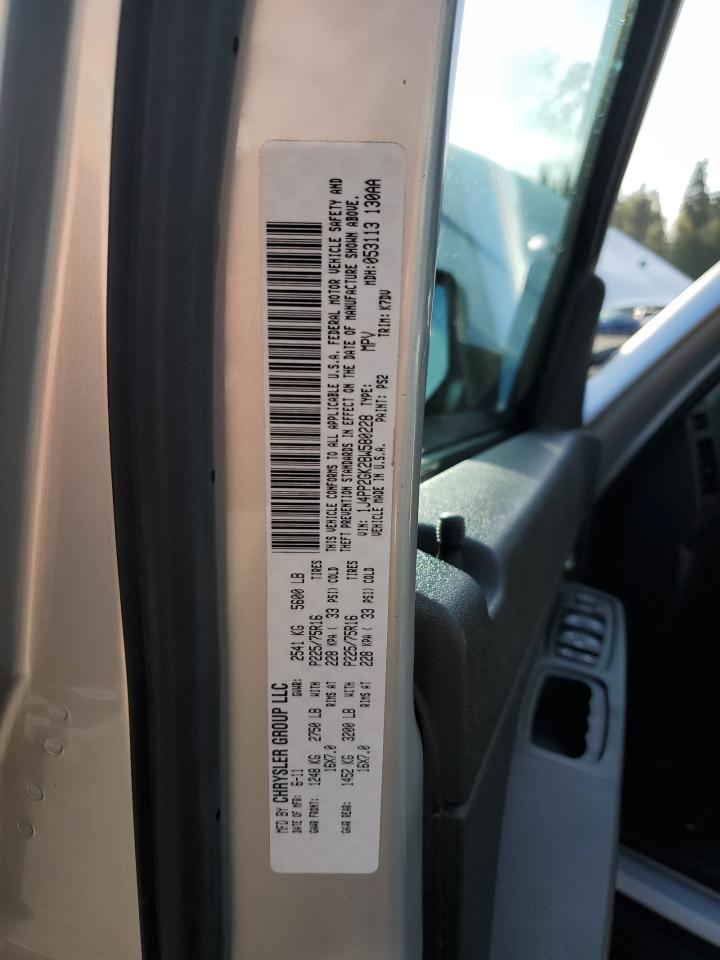 MFD BY CHRYSLER GROUP LLC
DATE OF MFR: 6-11 GVWR: 2541 KG 5600 LB
GAWR FRONT: 1248 KG 2750 LB WITH P225/75R16 TIRES
16X7.0 RIMS AT 228 KPA ( 33 PSI) COLD
GAWR REAR: 1452 KG 3200 LB WITH P225/75R16 TIRES
16X7.0 RIMS AT 228 KPA ( 33 PSI) COLD
THIS VEHICLE CONFORMS TO ALL APPLICABLE U.S.A. FEDERAL MOTOR VEHICLE SAFETY AND
THEFT PREVENTION STANDARDS IN EFFECT ON THE DATE OF MANUFACTURE SHOWN ABOVE.
VIN: 1J4PP2GK2BW580228 TYPE: MPV MDH:053113 130AA
VEHICLE MADE IN U.S.A. PAINT: PS2 TRIM: K7DV